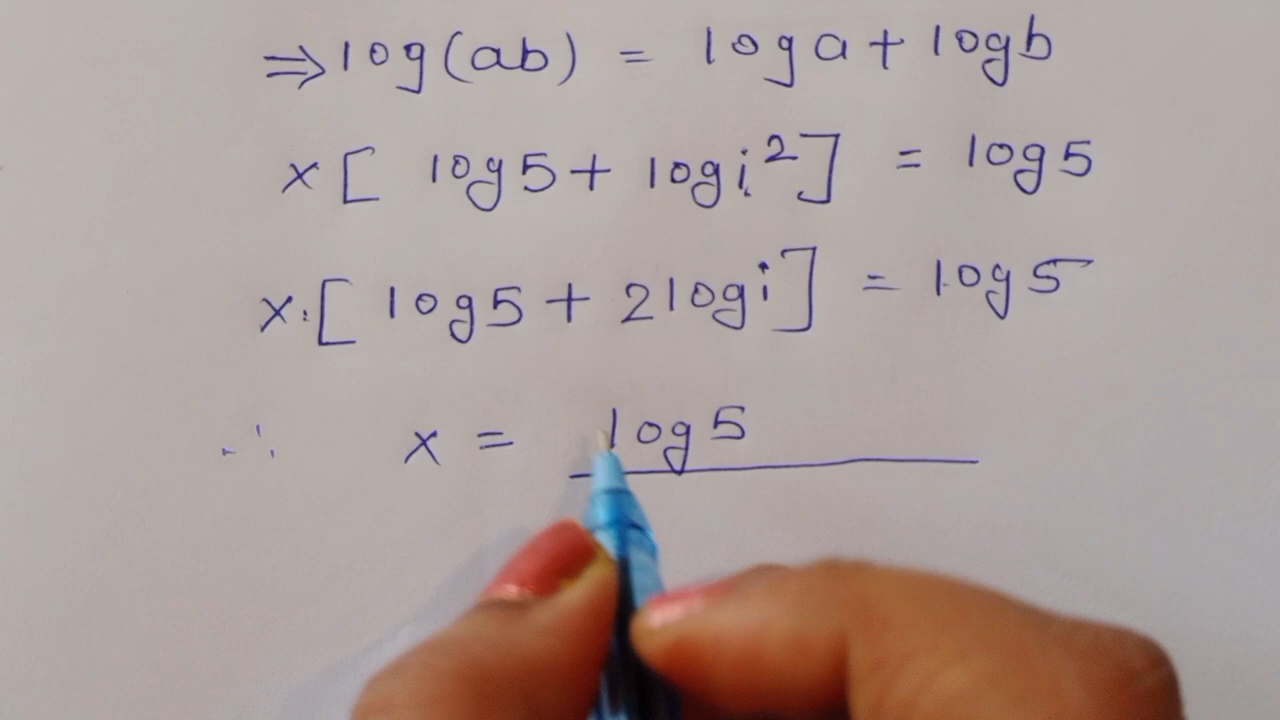 ⇒ log(ab) = log a + log b
x [ log 5 + log i² ] = log 5
x. [ log 5 + 2 log i ] = log 5
∴ x = log 5